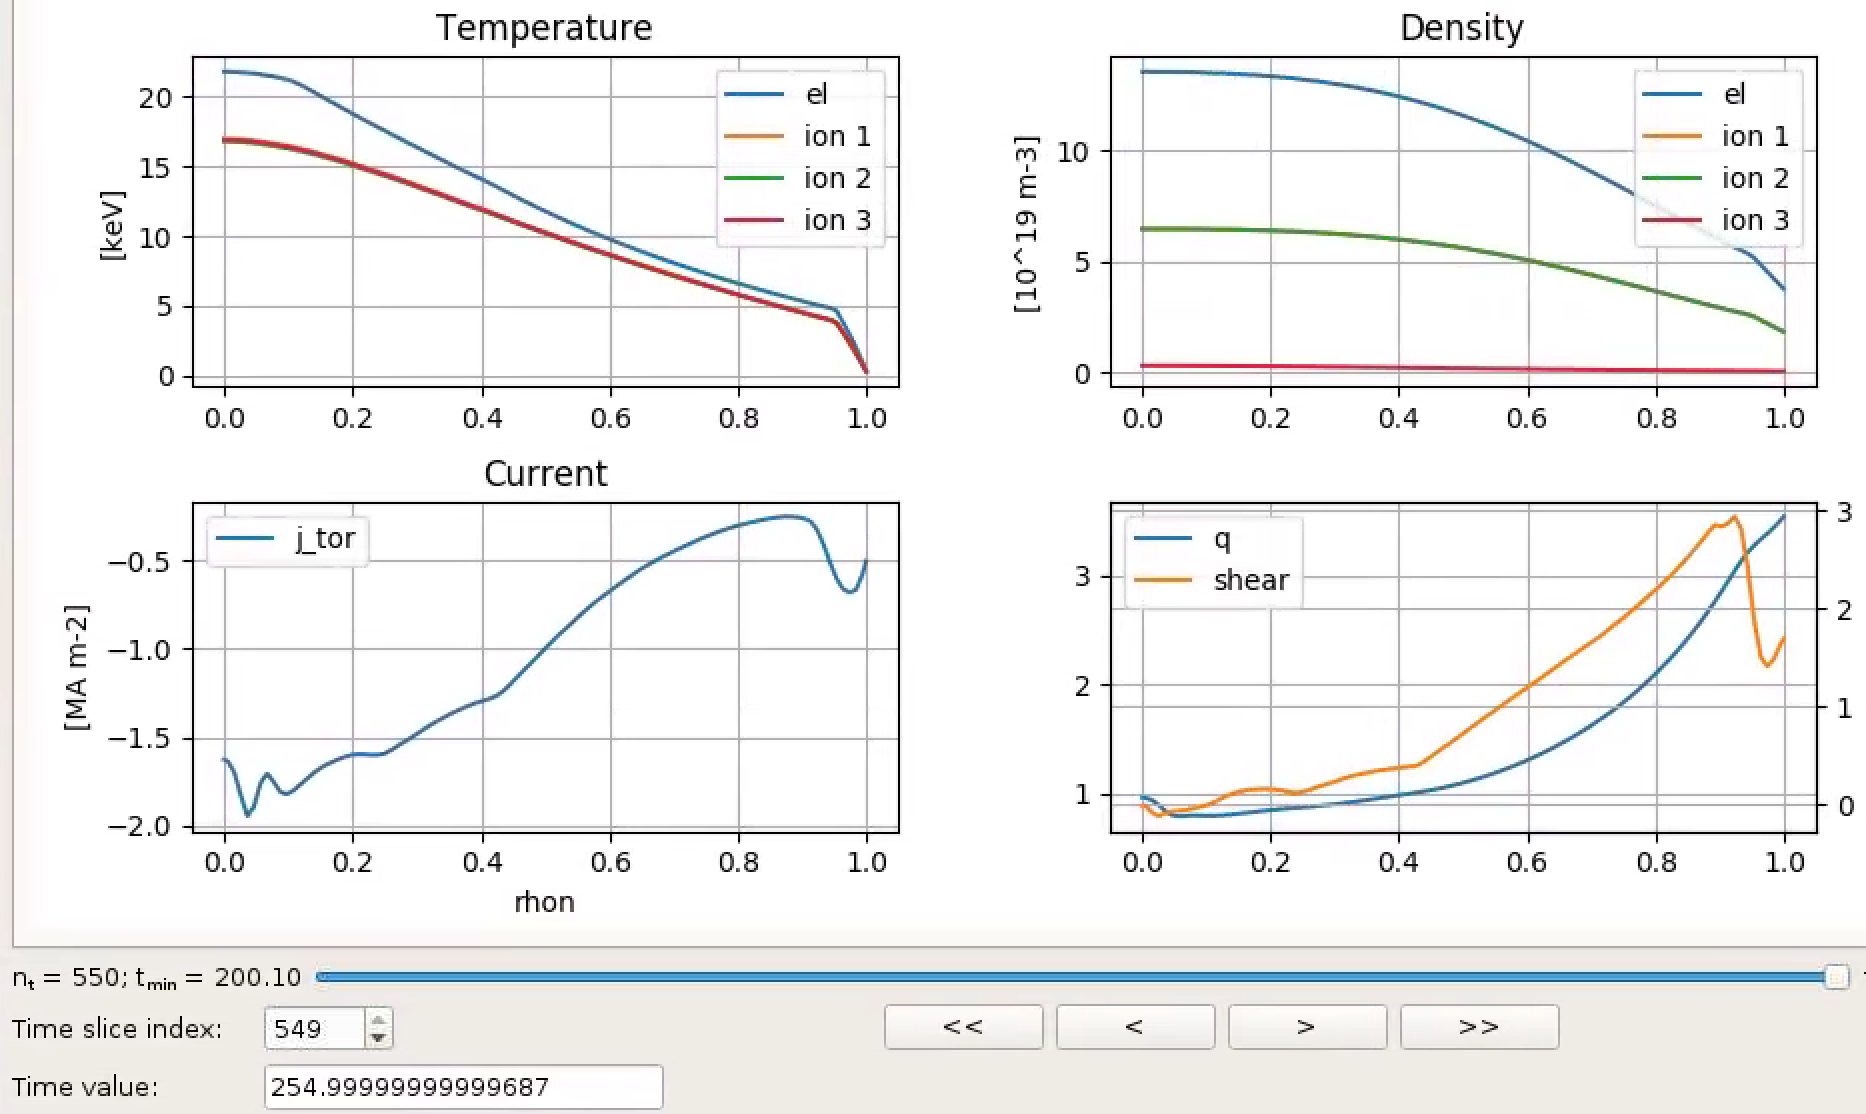 Temperature
20
15
10
5
0
[keV]
el
ion 1
ion 2
ion 3
0.0 0.2 0.4 0.6 0.8 1.0
Density
10
5
0
[10^19 m-3]
el
ion 1
ion 2
ion 3
0.0 0.2 0.4 0.6 0.8 1.0
Current
j_tor
−0.5
−1.0
−1.5
−2.0
[MA m-2]
0.0 0.2 0.4 0.6 0.8 1.0
rhon
q
shear
3
2
1
3
2
1
0
0.0 0.2 0.4 0.6 0.8 1.0
nt = 550; tmin = 200.10
Time slice index: 549 << < > >>
Time value: 254.99999999999687